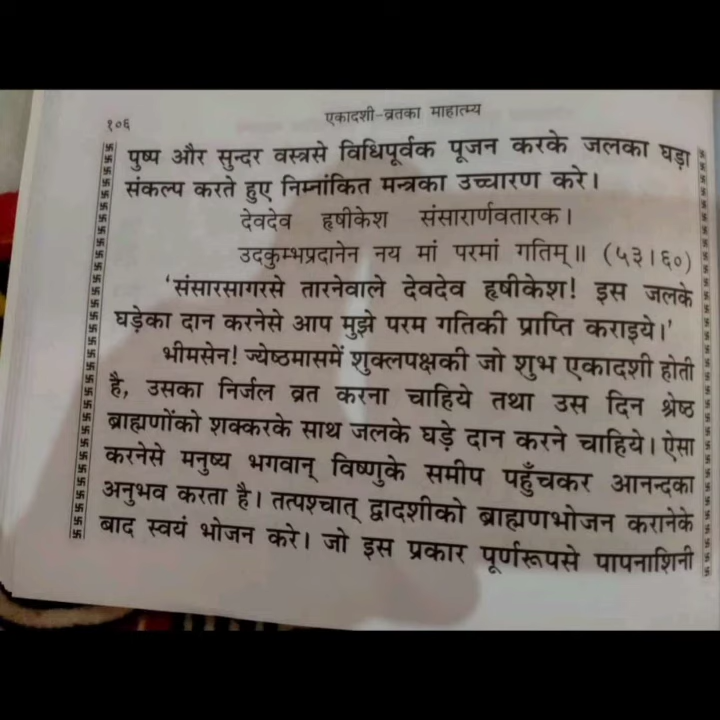 १०६
एकादशी-व्रतका माहात्म्य
पुष्प और सुन्दर वस्त्रसे विधिपूर्वक पूजन करके जलका घड़ा
संकल्प करते हुए निम्नांकित मन्त्रका उच्चारण करे।
देवदेव हृषीकेश संसारार्णवतारक।
उदकुम्भप्रदानेन नय मां परमां गतिम्॥ (५३।६०)
‘संसारसागरसे तारनेवाले देवदेव हृषीकेश! इस जलके
घड़ेका दान करनेसे आप मुझे परम गतिकी प्राप्ति कराइये।’
भीमसेन! ज्येष्ठमासमें शुक्लपक्षकी जो शुभ एकादशी होती
है, उसका निर्जल व्रत करना चाहिये तथा उस दिन श्रेष्ठ
ब्राह्मणोंको शक्करके साथ जलके घड़े दान करने चाहिये। ऐसा
करनेसे मनुष्य भगवान् विष्णुके समीप पहुँचकर आनन्दका
अनुभव करता है। तत्पश्चात् द्वादशीको ब्राह्मणभोजन करानेके
बाद स्वयं भोजन करे। जो इस प्रकार पूर्णरूपसे पापनाशिनी